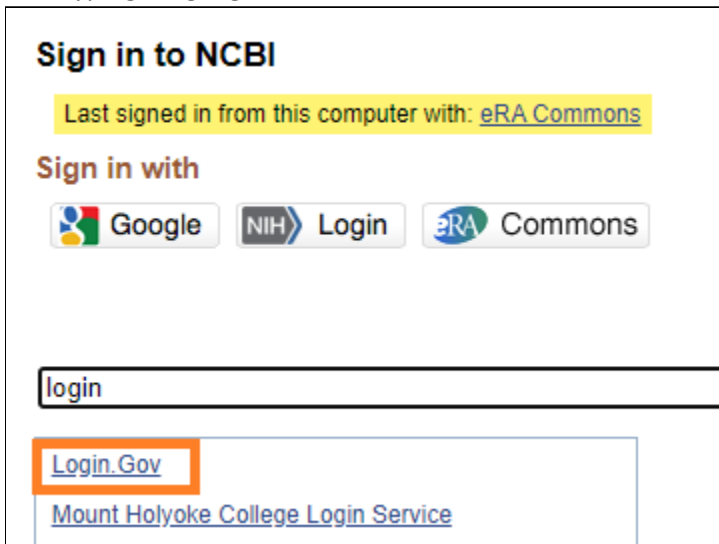 Sign in to NCBI
Last signed in from this computer with: eRA Commons
Sign in with
Google NIH Login eRA Commons
login
Login.Gov
Mount Holyoke College Login Service